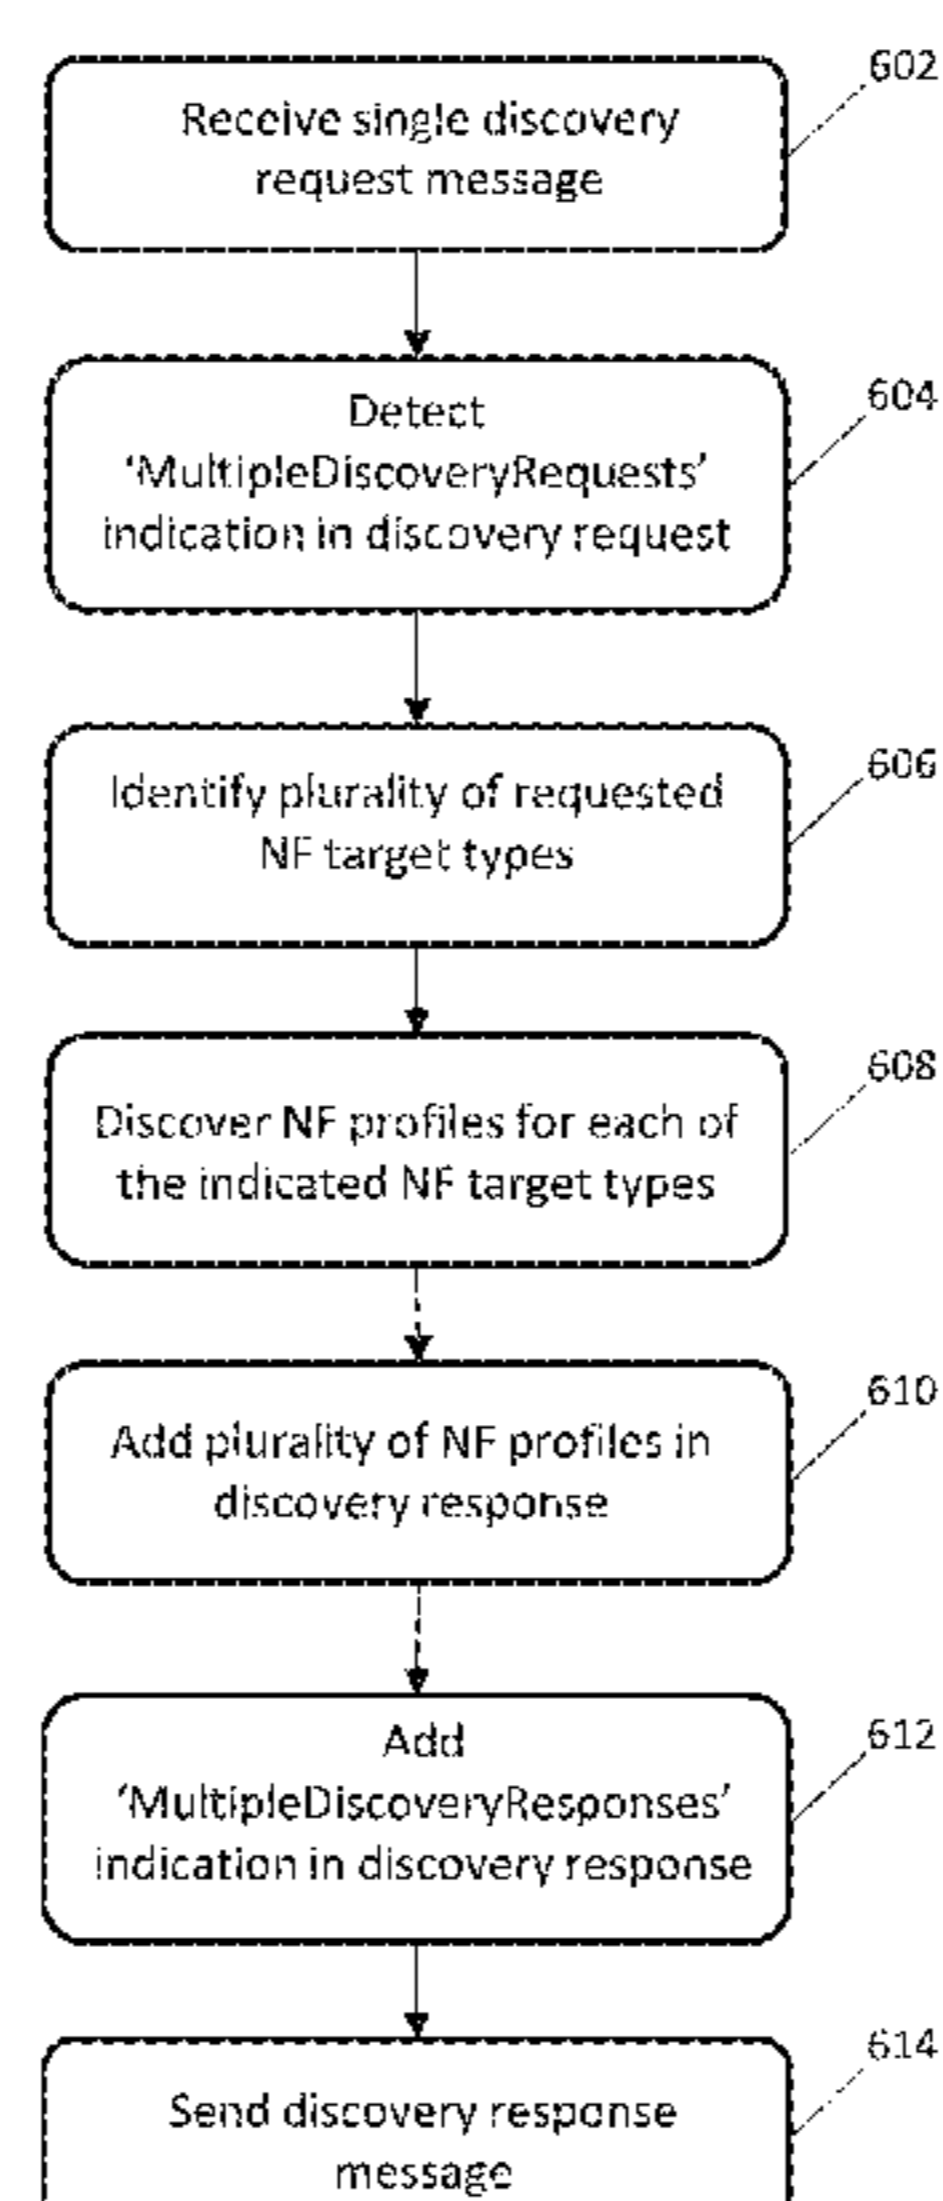 602
Receive single discovery
request message
604
Detect
‘MultipleDiscoveryRequests’
indication in discovery request
606
Identify plurality of requested
NF target types
608
Discover NF profiles for each of
the indicated NF target types
610
Add plurality of NF profiles in
discovery response
612
Add
‘MultipleDiscoveryResponses’
indication in discovery response
614
Send discovery response
message